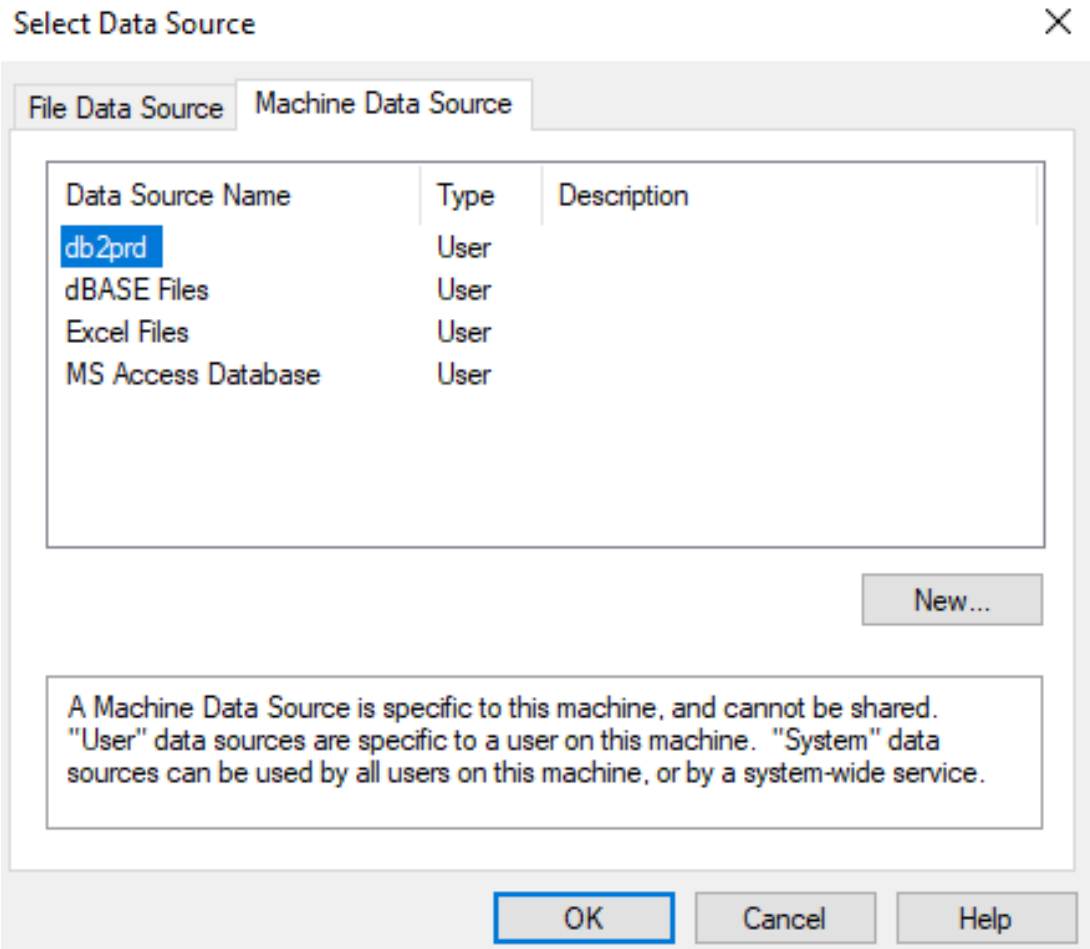 Select Data Source
File Data Source Machine Data Source
Data Source Name Type Description
db2prd User
dBASE Files User
Excel Files User
MS Access Database User
New...
A Machine Data Source is specific to this machine, and cannot be shared.
"User" data sources are specific to a user on this machine.  "System" data
sources can be used by all users on this machine, or by a system-wide service.
OK Cancel Help